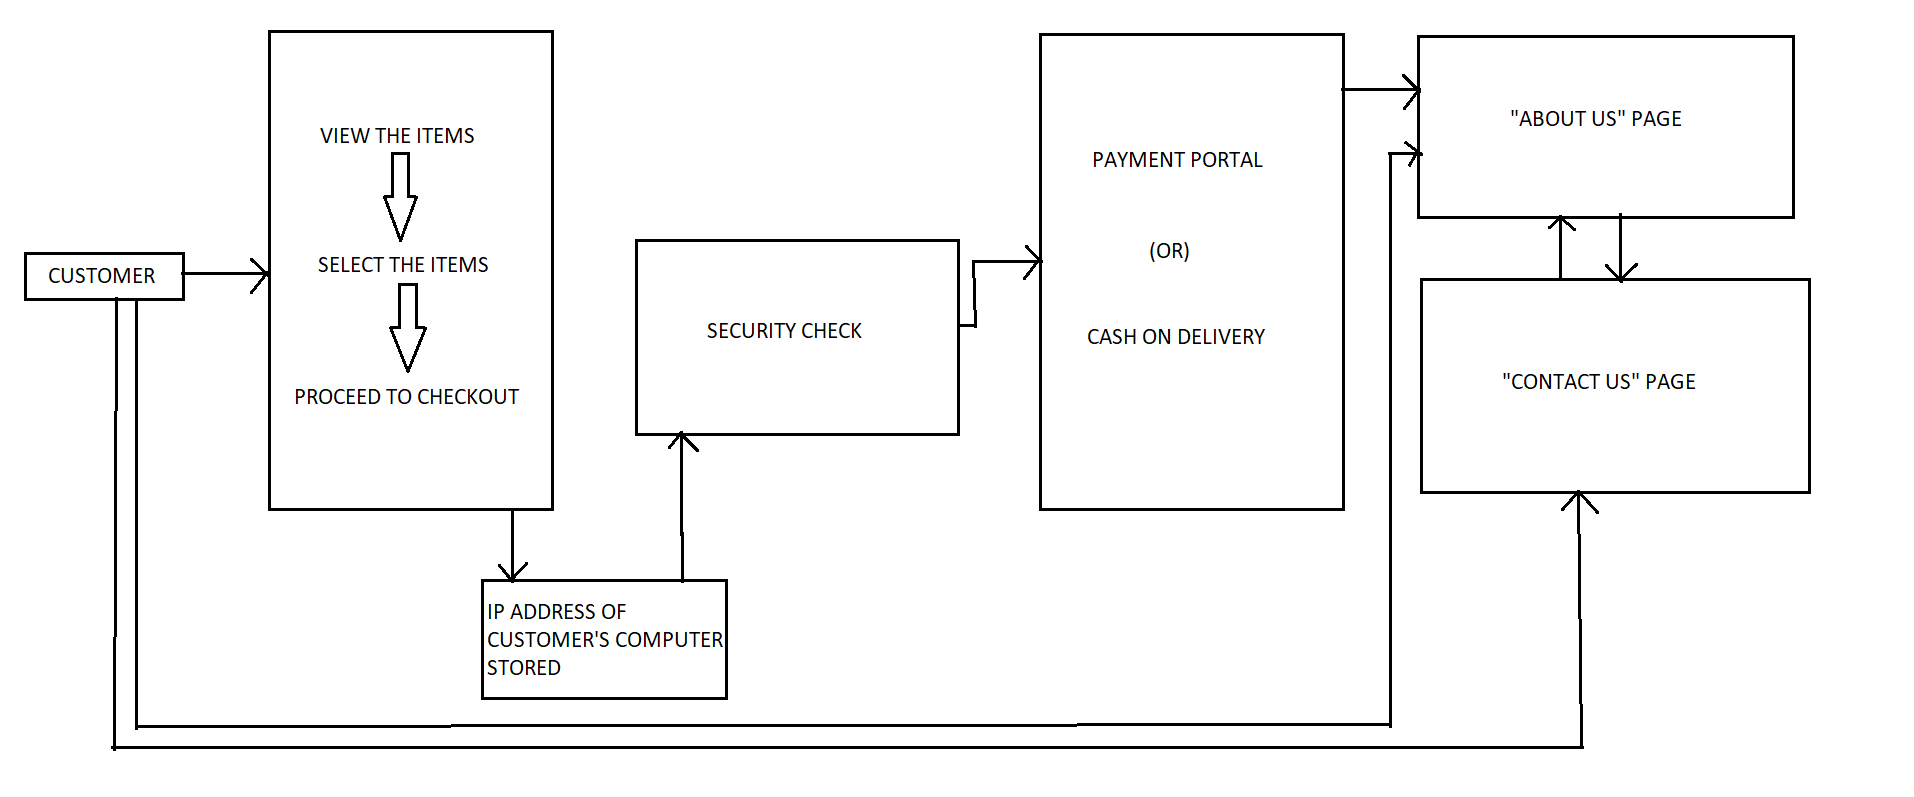 CUSTOMER
VIEW THE ITEMS
SELECT THE ITEMS
PROCEED TO CHECKOUT
IP ADDRESS OF
CUSTOMER'S COMPUTER
STORED
SECURITY CHECK
PAYMENT PORTAL
(OR)
CASH ON DELIVERY
"ABOUT US" PAGE
"CONTACT US" PAGE